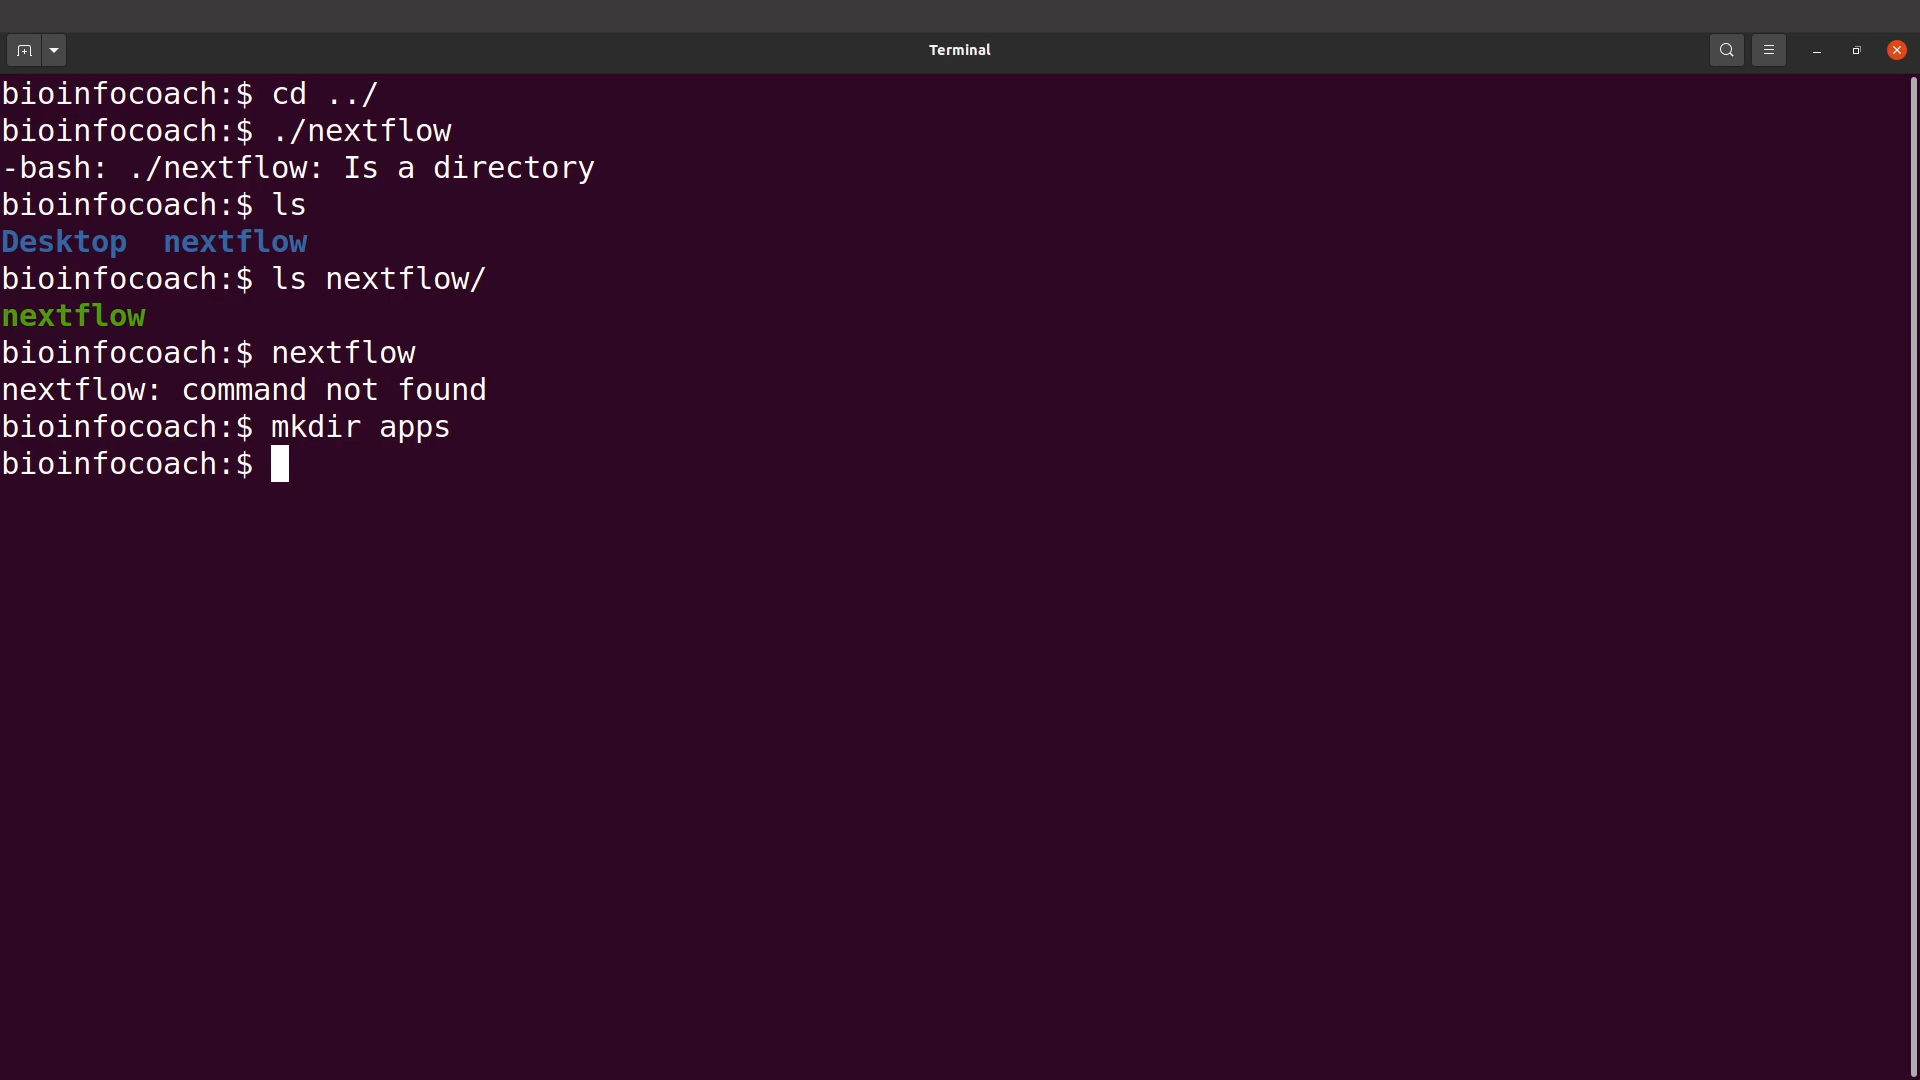 Terminal
bioinfocoach:$ cd ../
bioinfocoach:$ ./nextflow
-bash: ./nextflow: Is a directory
bioinfocoach:$ ls
Desktop  nextflow
bioinfocoach:$ ls nextflow/
nextflow
bioinfocoach:$ nextflow
nextflow: command not found
bioinfocoach:$ mkdir apps
bioinfocoach:$